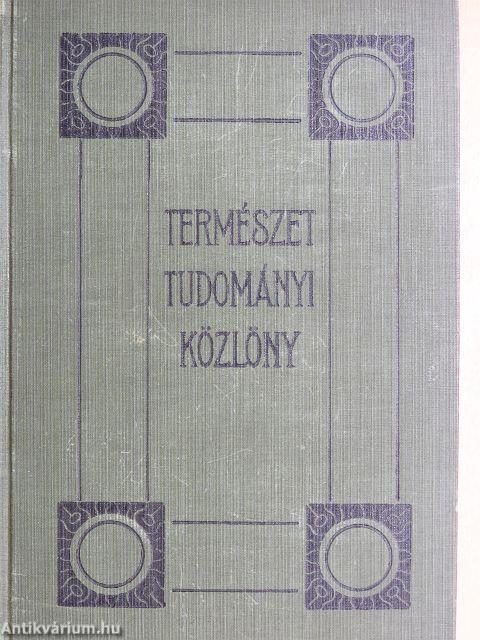 TERMÉSZET
TUDOMÁNYI
KÖZLÖNY
Antikvárium.hu